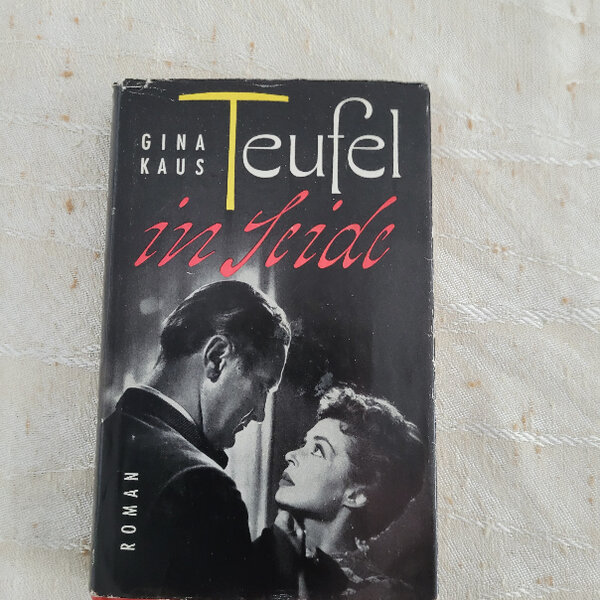 GINA
KAUS
Teufel
in Seide
ROMAN